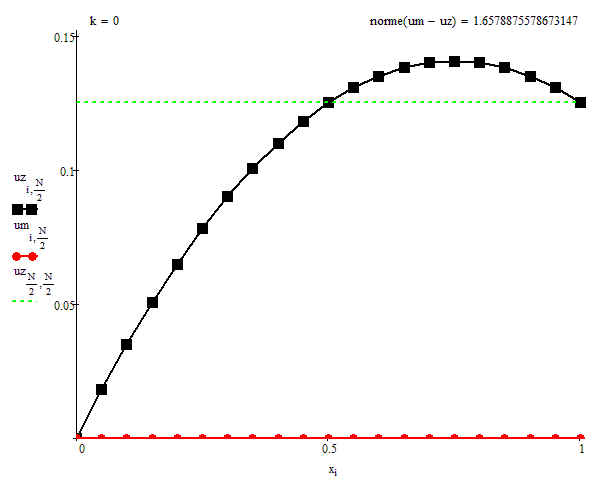 k = 0
norme(um − uz) = 1.6578875578673147
0.15
0.1
0.05
uz i,N/2
um i,N/2
uz N/2,N/2
0
0.5
1
xi